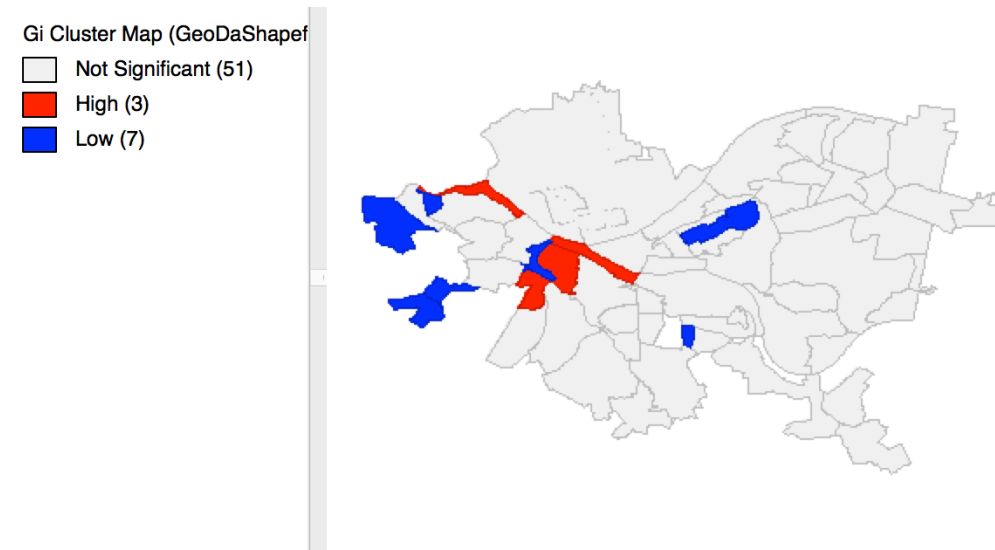 Gi Cluster Map (GeoDaShapef
Not Significant (51)
High (3)
Low (7)